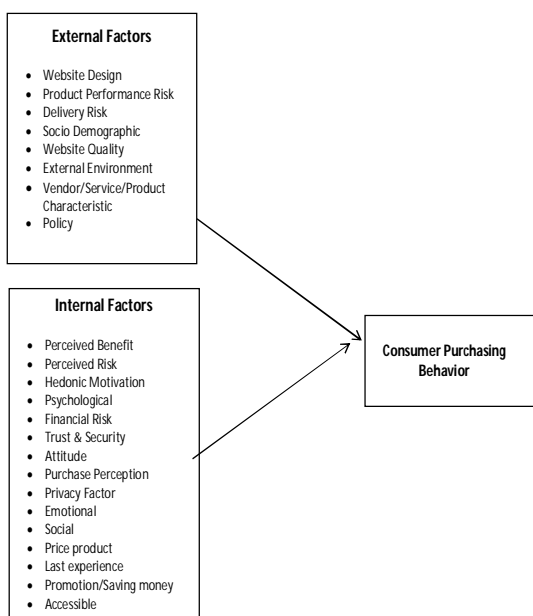 External Factors
• Website Design
• Product Performance Risk
• Delivery Risk
• Socio Demographic
• Website Quality
• External Environment
• Vendor/Service/Product
Characteristic
• Policy
Internal Factors
• Perceived Benefit
• Perceived Risk
• Hedonic Motivation
• Psychological
• Financial Risk
• Trust & Security
• Attitude
• Purchase Perception
• Privacy Factor
• Emotional
• Social
• Price product
• Last experience
• Promotion/Saving money
• Accessible
Consumer Purchasing
Behavior